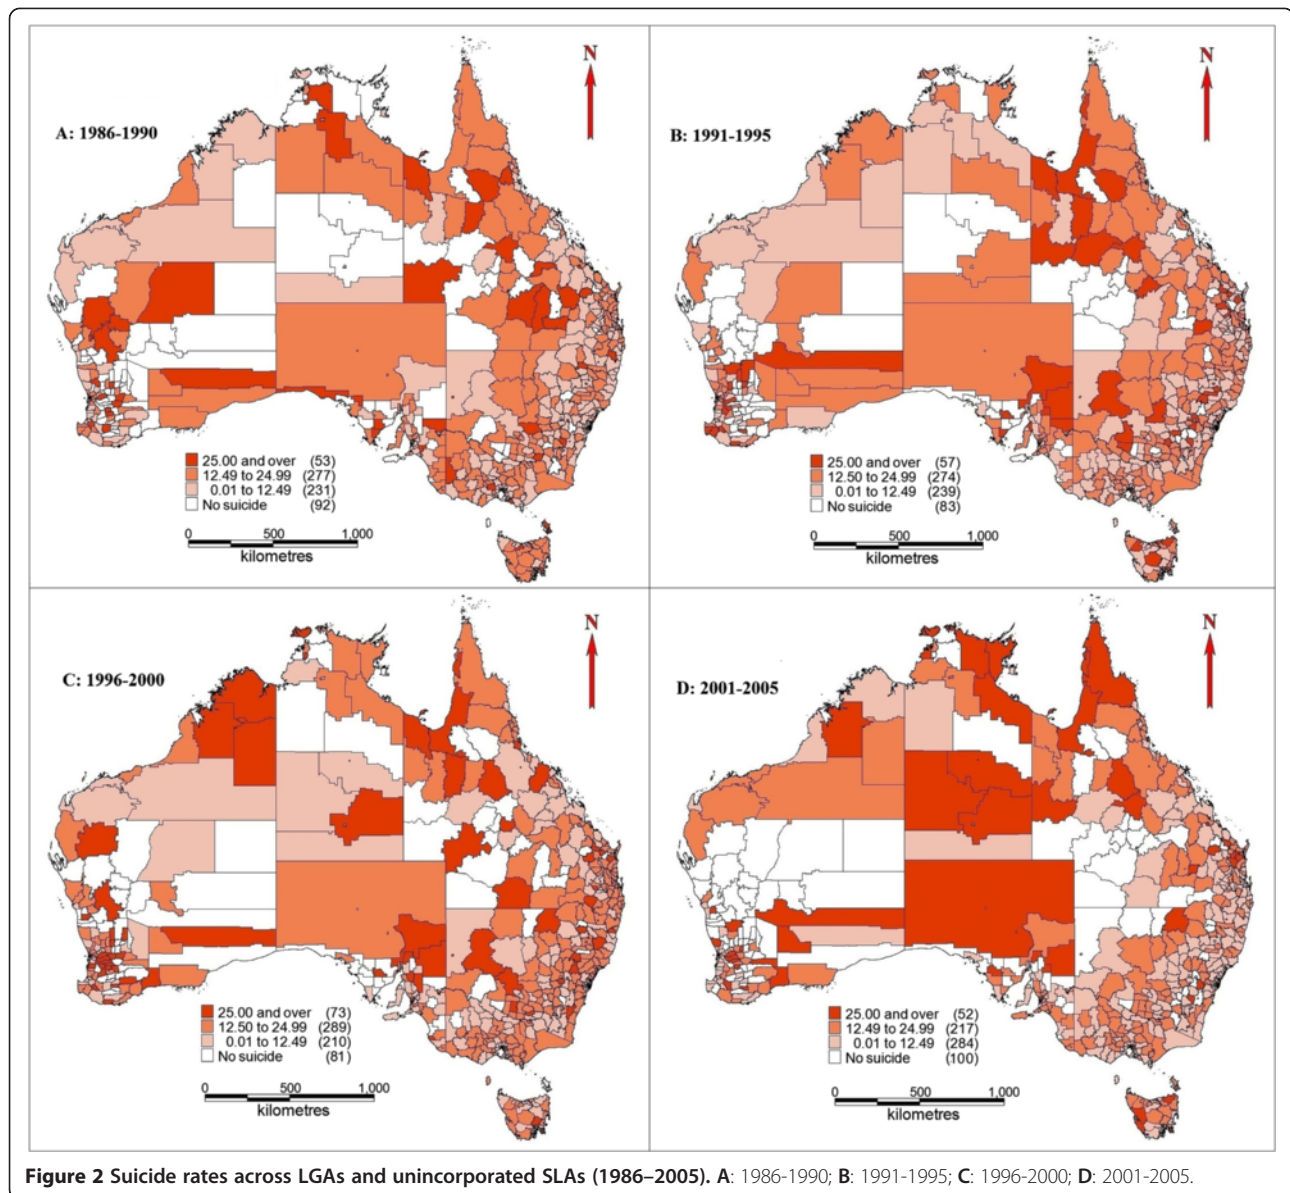 N
A: 1986-1990
25.00 and over (53)
12.49 to 24.99 (277)
0.01 to 12.49 (231)
No suicide (92)
0 500 1,000
kilometres
N
B: 1991-1995
25.00 and over (57)
12.50 to 24.99 (274)
0.01 to 12.49 (239)
No suicide (83)
0 500 1,000
kilometres
N
C: 1996-2000
25.00 and over (73)
12.50 to 24.99 (289)
0.01 to 12.49 (210)
No suicide (81)
0 500 1,000
kilometres
N
D: 2001-2005
25.00 and over (52)
12.49 to 24.99 (217)
0.01 to 12.49 (284)
No suicide (100)
0 500 1,000
kilometres
Figure 2 Suicide rates across LGAs and unincorporated SLAs (1986–2005). A: 1986-1990; B: 1991-1995; C: 1996-2000; D: 2001-2005.